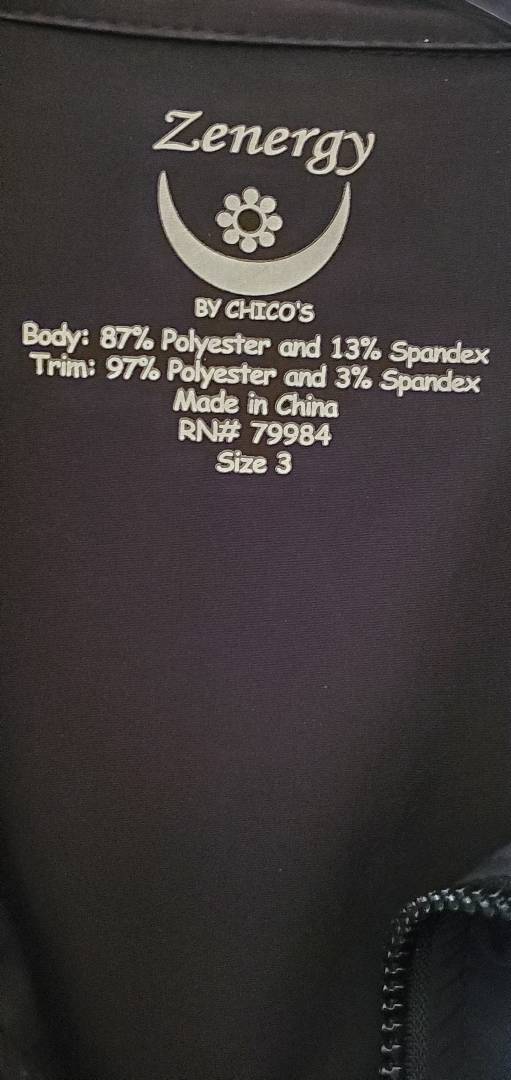 Zenergy
BY CHICO'S
Body: 87% Polyester and 13% Spandex
Trim: 97% Polyester and 3% Spandex
Made in China
RN# 79984
Size 3